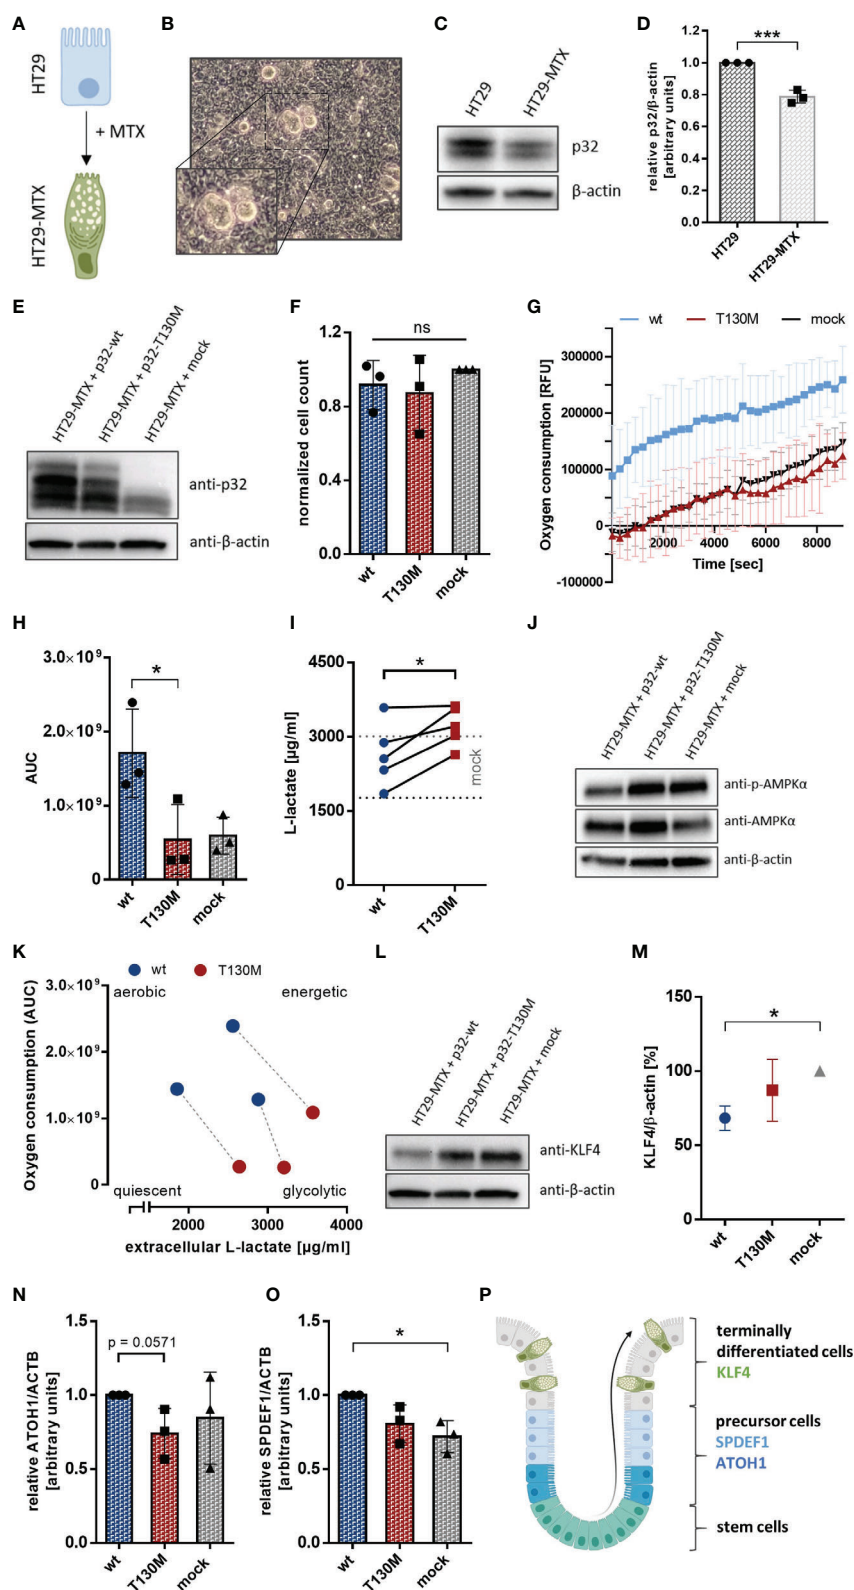 A
HT29
+ MTX
HT29-MTX
B
C
HT29
HT29-MTX
p32
β-actin
D
***
relative p32/β-actin
[arbitrary units]
1.2
1.0
0.8
0.6
0.4
0.2
0.0
HT29
HT29-MTX
E
HT29-MTX + p32-wt
HT29-MTX + p32-T130M
HT29-MTX + mock
anti-p32
anti-β-actin
F
ns
normalized cell count
1.2
0.8
0.4
0.0
wt
T130M
mock
G
wt
T130M
mock
Oxygen consumption [RFU]
300000
200000
100000
0
-100000
2000
4000
6000
8000
Time [sec]
H
*
AUC
3.0×10⁹
2.0×10⁹
1.0×10⁹
0
wt
T130M
mock
I
*
L-lactate [µg/ml]
4500
3000
1500
0
mock
wt
T130M
J
HT29-MTX + p32-wt
HT29-MTX + p32-T130M
HT29-MTX + mock
anti-p-AMPKα
anti-AMPKα
anti-β-actin
K
wt
T130M
Oxygen consumption (AUC)
3.0×10⁹
2.0×10⁹
1.0×10⁹
0
aerobic
energetic
quiescent
glycolytic
2000
3000
4000
extracellular L-lactate [µg/ml]
L
HT29-MTX + p32-wt
HT29-MTX + p32-T130M
HT29-MTX + mock
anti-KLF4
anti-β-actin
M
*
KLF4/β-actin [%]
150
100
50
0
wt
T130M
mock
N
p = 0.0571
relative ATOH1/ACTB
[arbitrary units]
1.5
1.0
0.5
0.0
wt
T130M
mock
O
*
relative SPDEF1/ACTB
[arbitrary units]
1.5
1.0
0.5
0.0
wt
T130M
mock
P
terminally
differentiated cells
KLF4
precursor cells
SPDEF1
ATOH1
stem cells